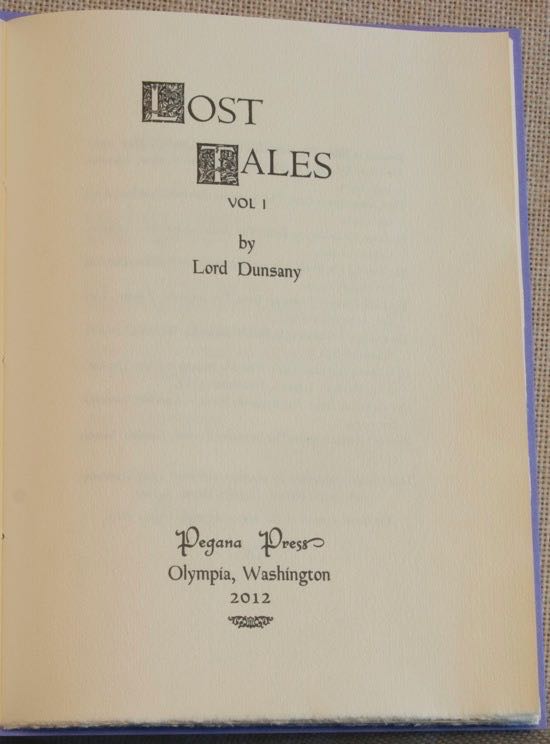 LOST
TALES
VOL I
by
Lord Dunsany
Pegana Press
Olympia, Washington
2012